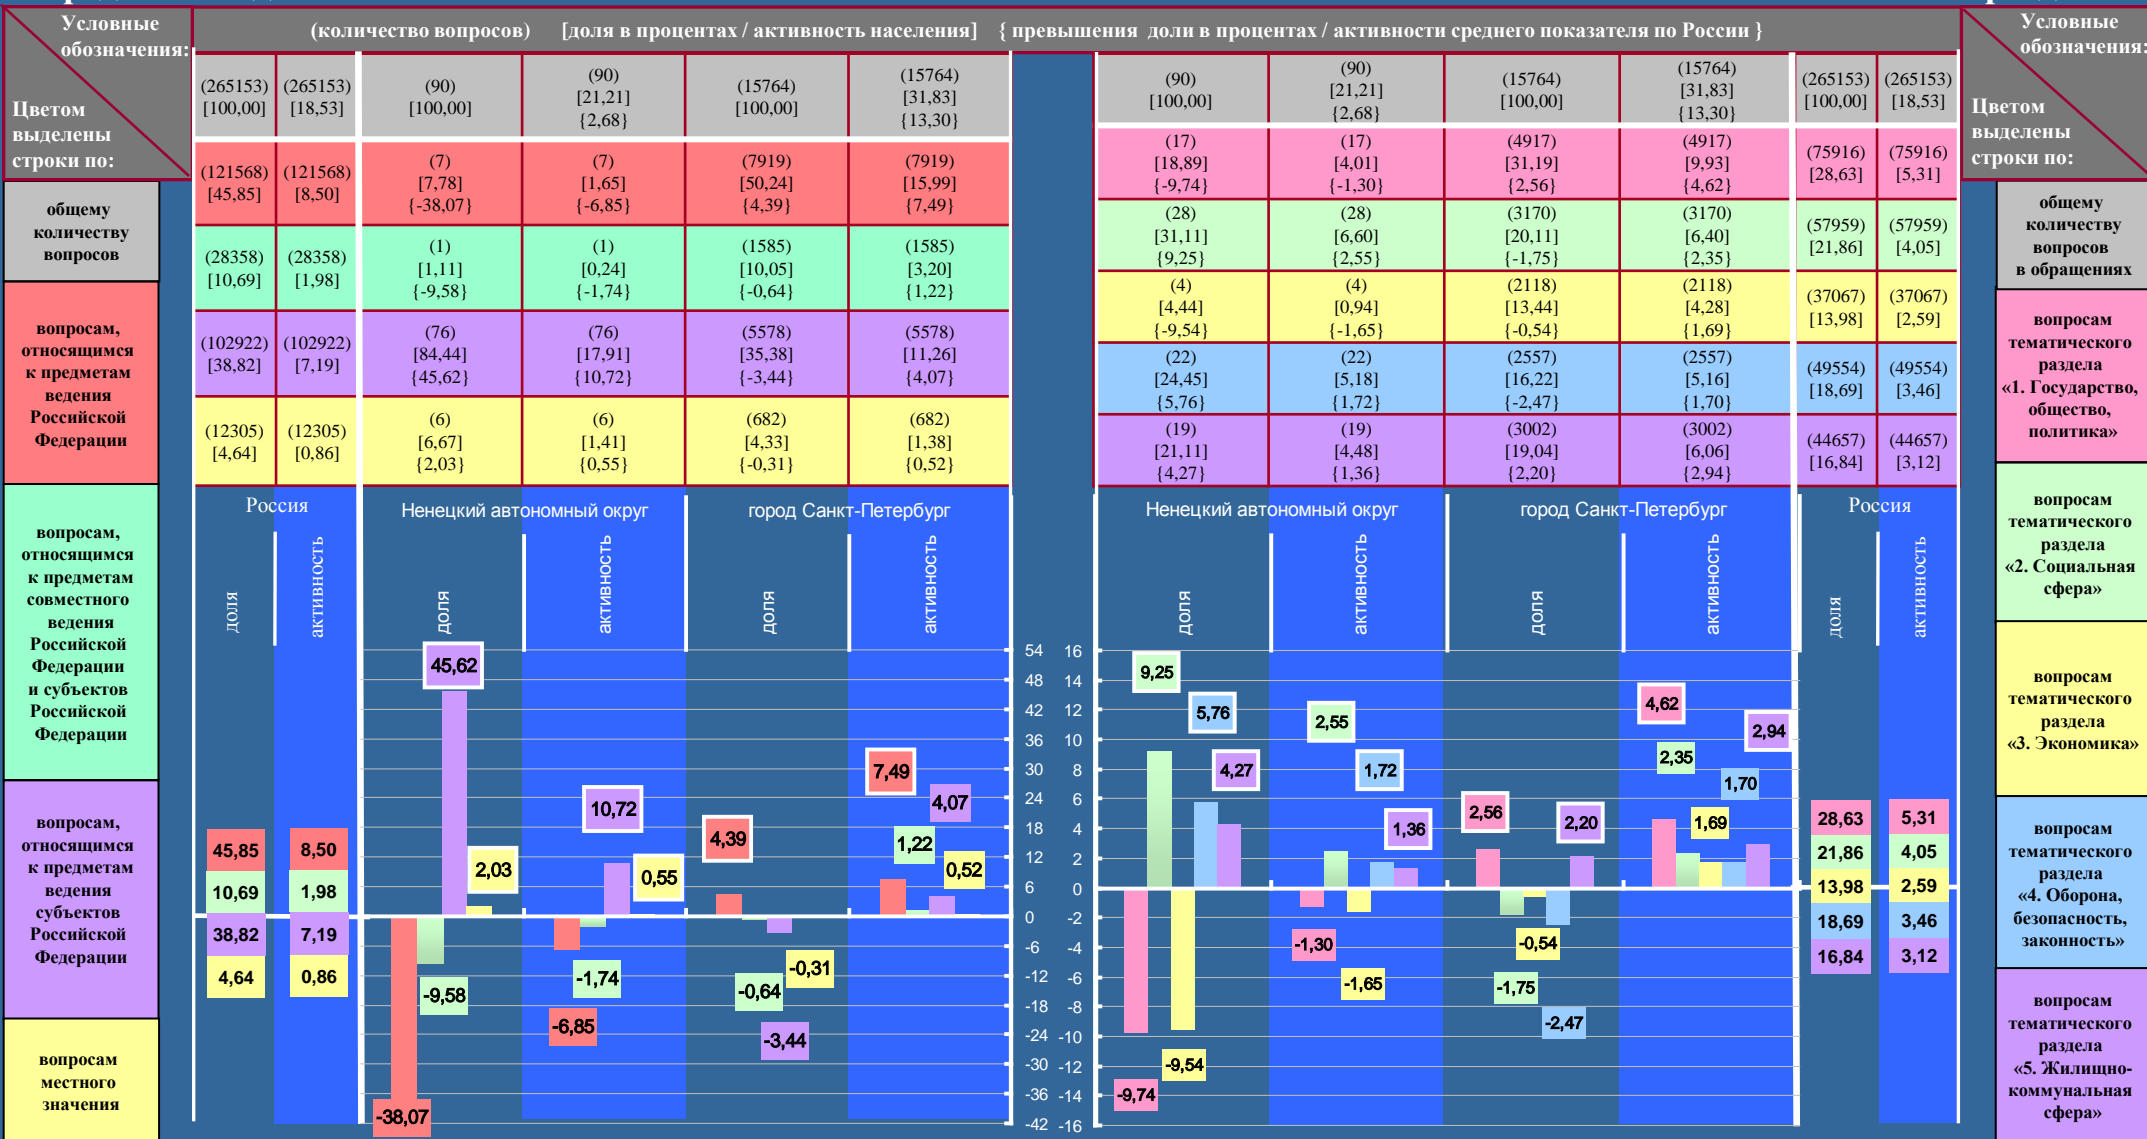 Условные
обозначения:
Цветом
выделены
строки по:
(количество вопросов) [доля в процентах / активность населения] { превышения доли в процентах / активности среднего показателя по России }
Условные
обозначения:
Цветом
выделены
строки по:
(265153)
[100,00]
(265153)
[18,53]
(90)
[100,00]
(90)
[21,21]
{2,68}
(15764)
[100,00]
(15764)
[31,83]
{13,30}
(121568)
[45,85]
(121568)
[8,50]
(7)
[7,78]
{-38,07}
(7)
[1,65]
{-6,85}
(7919)
[50,24]
{4,39}
(7919)
[15,99]
{7,49}
(28358)
[10,69]
(28358)
[1,98]
(1)
[1,11]
{-9,58}
(1)
[0,24]
{-1,74}
(1585)
[10,05]
{-0,64}
(1585)
[3,20]
{1,22}
(102922)
[38,82]
(102922)
[7,19]
(76)
[84,44]
{45,62}
(76)
[17,91]
{10,72}
(5578)
[35,38]
{-3,44}
(5578)
[11,26]
{4,07}
(12305)
[4,64]
(12305)
[0,86]
(6)
[6,67]
{2,03}
(6)
[1,41]
{0,55}
(682)
[4,33]
{-0,31}
(682)
[1,38]
{0,52}
(90)
[100,00]
(90)
[21,21]
{2,68}
(15764)
[100,00]
(15764)
[31,83]
{13,30}
(265153)
[100,00]
(265153)
[18,53]
(17)
[18,89]
{-9,74}
(17)
[4,01]
{-1,30}
(4917)
[31,19]
{2,56}
(4917)
[9,93]
{4,62}
(75916)
[28,63]
(75916)
[5,31]
(28)
[31,11]
{9,25}
(28)
[6,60]
{2,55}
(3170)
[20,11]
{-1,75}
(3170)
[6,40]
{2,35}
(57959)
[21,86]
(57959)
[4,05]
(4)
[4,44]
{-9,54}
(4)
[0,94]
{-1,65}
(2118)
[13,44]
{-0,54}
(2118)
[4,28]
{1,69}
(37067)
[13,98]
(37067)
[2,59]
(22)
[24,45]
{5,76}
(22)
[5,18]
{1,72}
(2557)
[16,22]
{-2,47}
(2557)
[5,16]
{1,70}
(49554)
[18,69]
(49554)
[3,46]
(19)
[21,11]
{4,27}
(19)
[4,48]
{1,36}
(3002)
[19,04]
{2,20}
(3002)
[6,06]
{2,94}
(44657)
[16,84]
(44657)
[3,12]
общему
количеству
вопросов
вопросам,
относящимся
к предметам
ведения
Российской
Федерации
вопросам,
относящимся
к предметам
совместного
ведения
Российской
Федерации
и субъектов
Российской
Федерации
вопросам,
относящимся
к предметам
ведения
субъектов
Российской
Федерации
вопросам
местного
значения
Россия
доля
активность
45,85
10,69
38,82
4,64
8,50
1,98
7,19
0,86
Ненецкий автономный округ
доля
активность
город Санкт-Петербург
доля
активность
45,62
2,03
-9,58
-38,07
10,72
0,55
-1,74
-6,85
4,39
-0,31
-0,64
-3,44
7,49
4,07
1,22
0,52
54
48
42
36
30
24
18
12
6
0
-6
-12
-18
-24
-30
-36
-42
16
14
12
10
8
6
4
2
0
-2
-4
-6
-8
-10
-12
-14
-16
Ненецкий автономный округ
доля
активность
город Санкт-Петербург
доля
активность
9,25
5,76
4,27
-9,54
-9,74
2,55
1,72
1,36
-1,30
-1,65
2,56
2,20
-0,54
-1,75
-2,47
4,62
2,94
2,35
1,70
1,69
Россия
доля
активность
28,63
21,86
13,98
18,69
16,84
5,31
4,05
2,59
3,46
3,12
общему
количеству
вопросов
в обращениях
вопросам
тематического
раздела
«1. Государство,
общество,
политика»
вопросам
тематического
раздела
«2. Социальная
сфера»
вопросам
тематического
раздела
«3. Экономика»
вопросам
тематического
раздела
«4. Оборона,
безопасность,
законность»
вопросам
тематического
раздела
«5. Жилищно-
коммунальная
сфера»